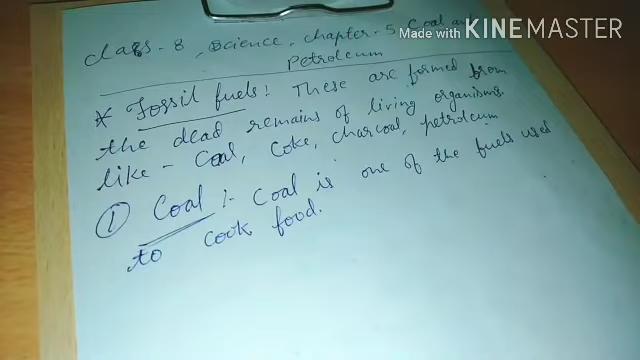 Made with KINEMASTER
Class - 8, Science, chapter - 5, Coal and
Petroleum
* Fossil fuels : These are formed from
the dead remains of living organisms
like - Coal, Coke, charcoal, petroleum
① Coal :- Coal is one of the fuels used
to cook food.